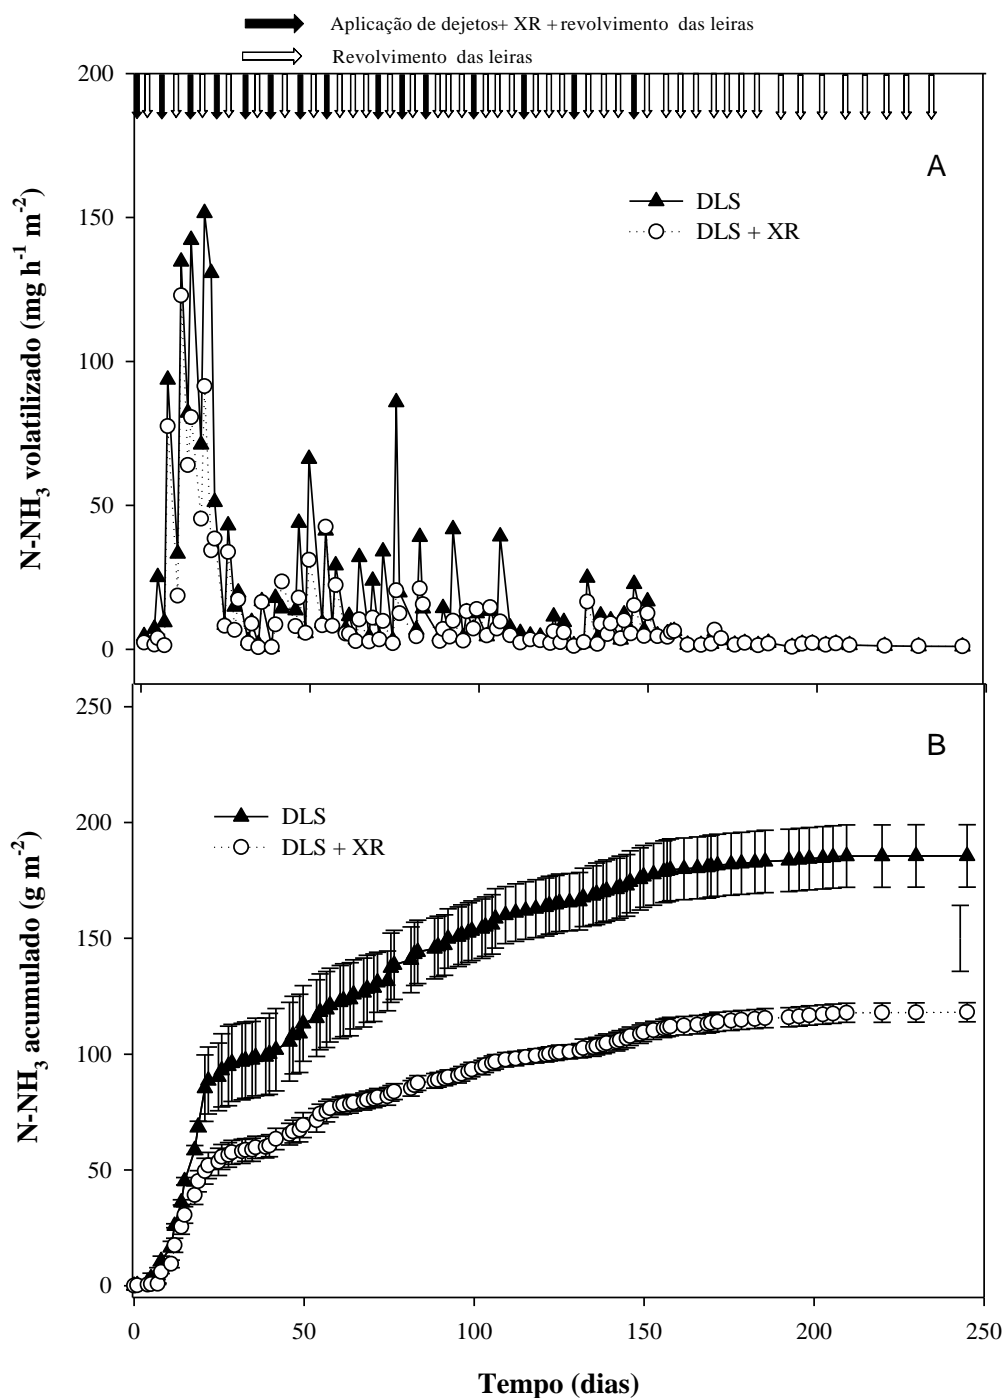 Aplicação de dejetos+ XR +revolvimento das leiras
Revolvimento das leiras
200
150
100
50
0
N-NH3 volatilizado (mg h-1 m-2)
A
DLS
DLS + XR
250
200
150
100
50
0
N-NH3 acumulado (g m-2)
B
DLS
DLS + XR
0 50 100 150 200 250
Tempo (dias)